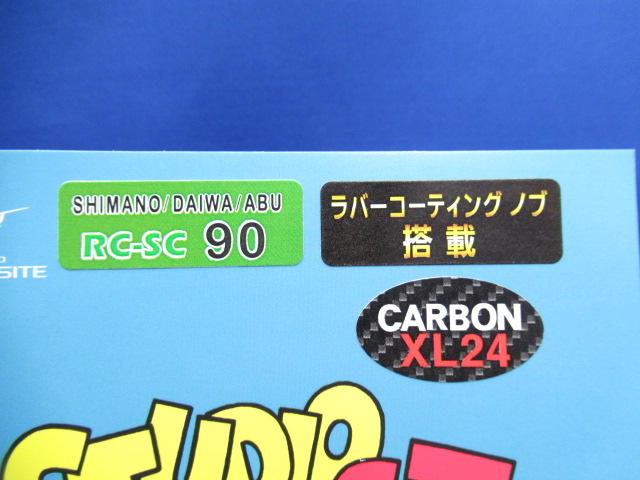 SHIMANO/DAIWA/ABU
RC-SC 90
ラバーコーティング ノブ
搭載
SITE
CARBON
XL24
STUDIO